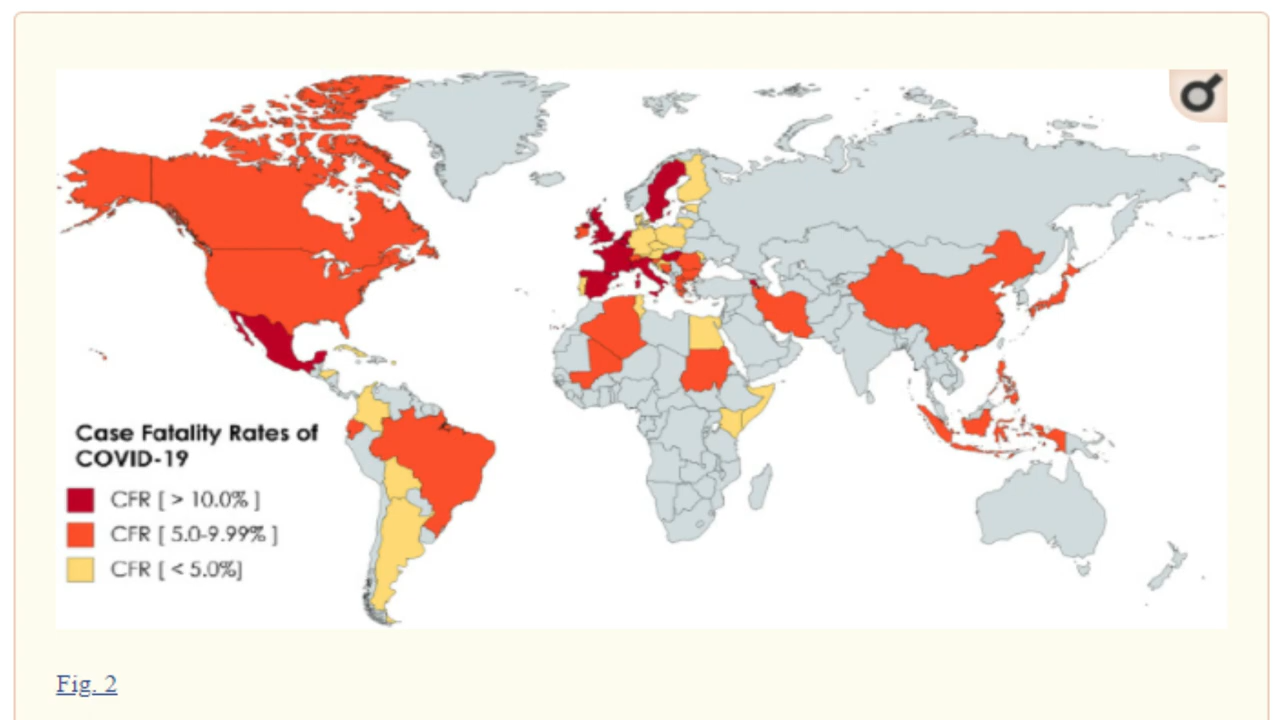 Case Fatality Rates of
COVID-19
CFR [ > 10.0% ]
CFR [ 5.0-9.99% ]
CFR [ < 5.0%]
Fig. 2